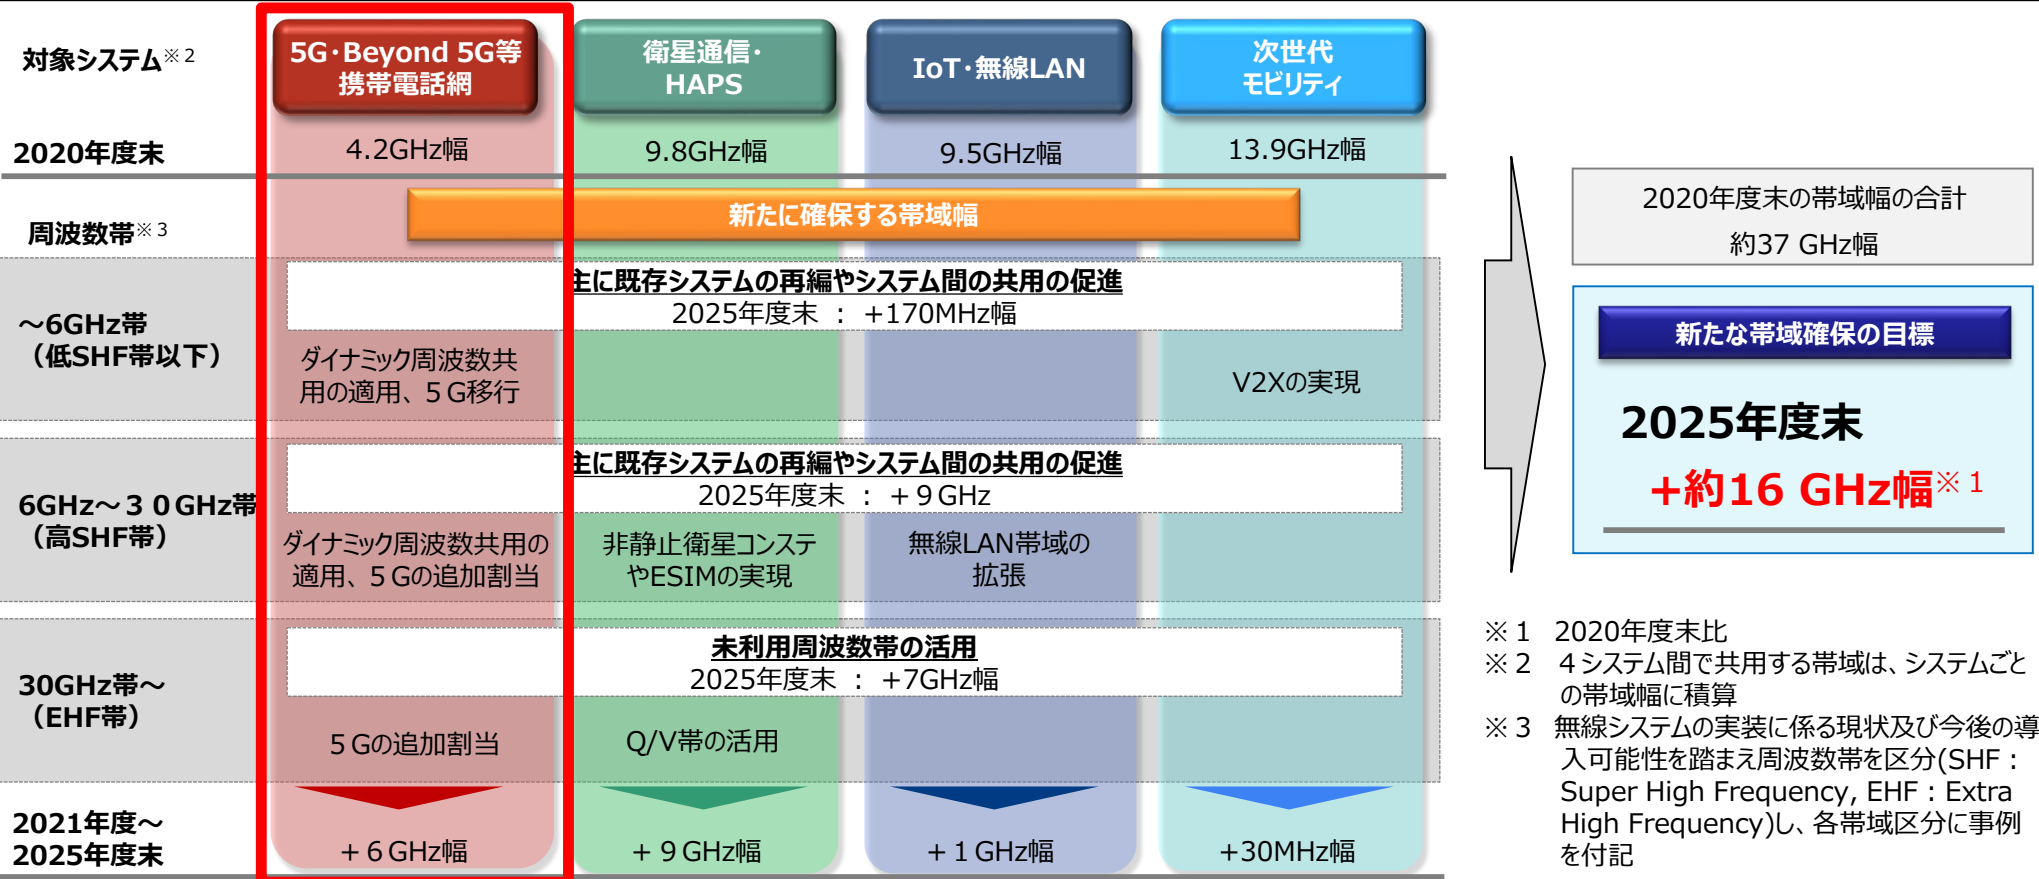 対象システム※2
5G・Beyond 5G等
携帯電話網
衛星通信・
HAPS
IoT・無線LAN
次世代
モビリティ
2020年度末
4.2GHz幅
9.8GHz幅
9.5GHz幅
13.9GHz幅
周波数帯※3
新たに確保する帯域幅
～6GHz帯
（低SHF帯以下）
主に既存システムの再編やシステム間の共用の促進
2025年度末 ： +170MHz幅
ダイナミック周波数共
用の適用、５G移行
V2Xの実現
6GHz～３０GHz帯
（高SHF帯）
主に既存システムの再編やシステム間の共用の促進
2025年度末 ： +９GHz
ダイナミック周波数共用の
適用、５Gの追加割当
非静止衛星コンステ
やESIMの実現
無線LAN帯域の
拡張
30GHz帯～
（EHF帯）
未利用周波数帯の活用
2025年度末 ： +7GHz幅
５Gの追加割当
Q/V帯の活用
2021年度～
2025年度末
+６GHz幅
+９GHz幅
+１GHz幅
+30MHz幅
2020年度末の帯域幅の合計
約37 GHz幅
新たな帯域確保の目標
2025年度末
+約16 GHz幅※1
※１ 2020年度末比
※２ ４システム間で共用する帯域は、システムごと
の帯域幅に積算
※３ 無線システムの実装に係る現状及び今後の導
入可能性を踏まえ周波数帯を区分(SHF：
Super High Frequency, EHF：Extra
High Frequency)し、各帯域区分に事例
を付記